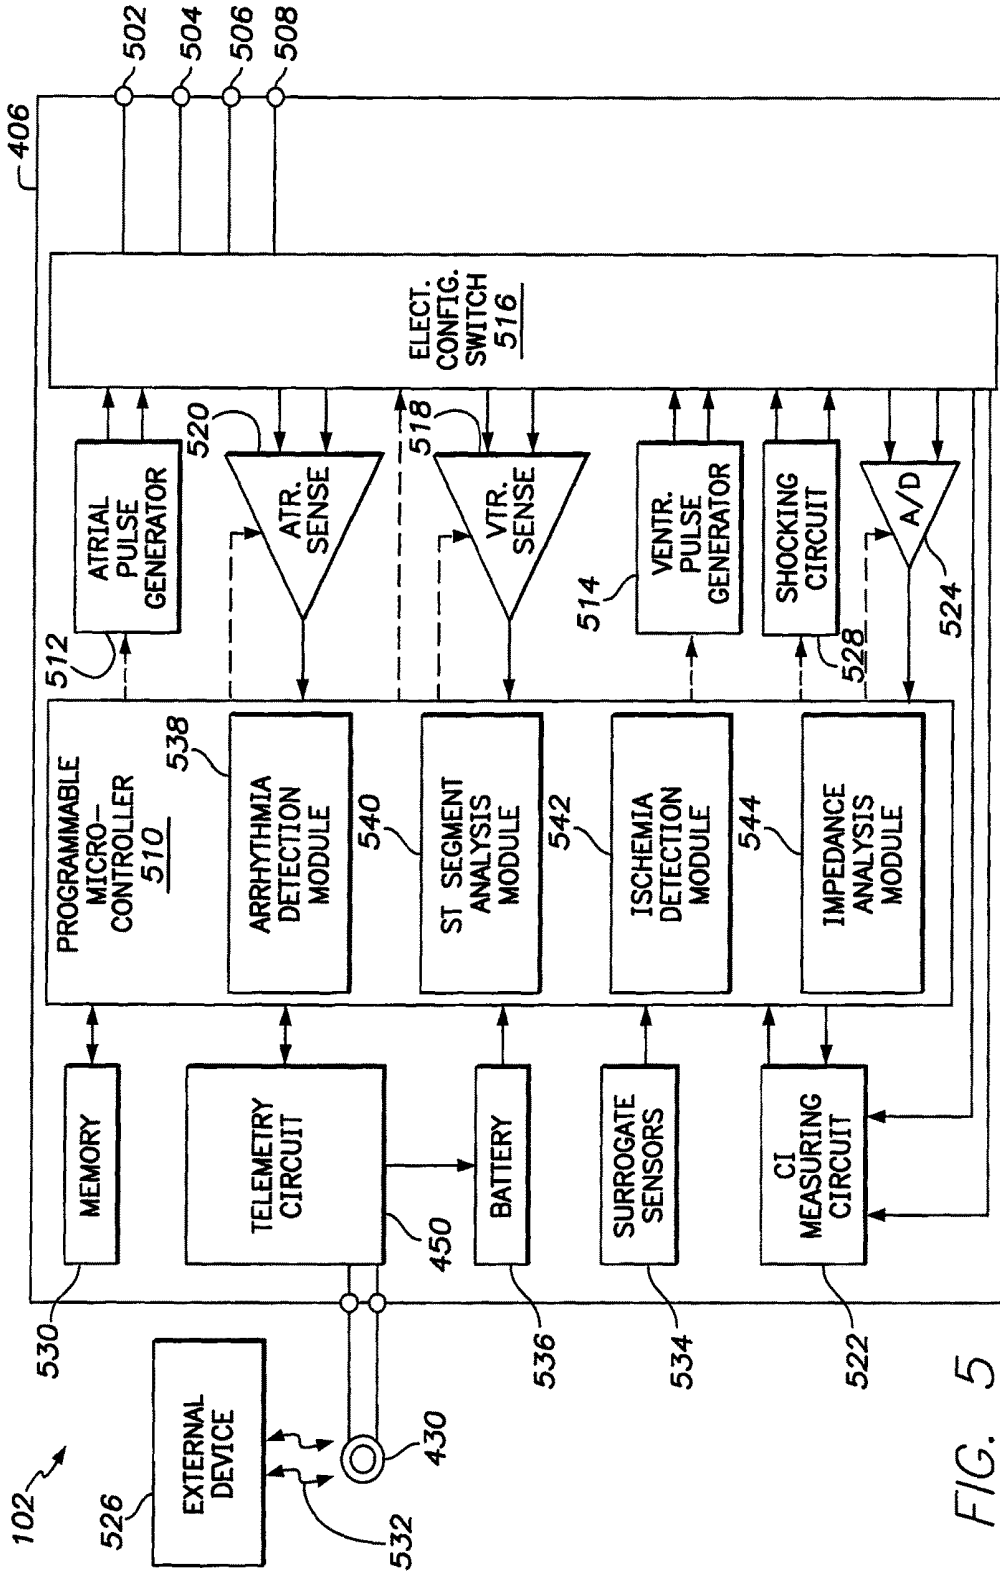 102
526
EXTERNAL
DEVICE
532
430
406
530
MEMORY
TELEMETRY
CIRCUIT
450
536
BATTERY
534
SURROGATE
SENSORS
522
CI
MEASURING
CIRCUIT
PROGRAMMABLE
MICRO-
CONTROLLER
510
538
ARRHYTHMIA
DETECTION
MODULE
540
ST SEGMENT
ANALYSIS
MODULE
542
ISCHEMIA
DETECTION
MODULE
544
IMPEDANCE
ANALYSIS
MODULE
512
ATRIAL
PULSE
GENERATOR
520
ATR.
SENSE
518
VTR.
SENSE
514
VENTR.
PULSE
GENERATOR
528
SHOCKING
CIRCUIT
A/D
524
ELECT.
CONFIG.
SWITCH
516
502
504
506
508
FIG. 5